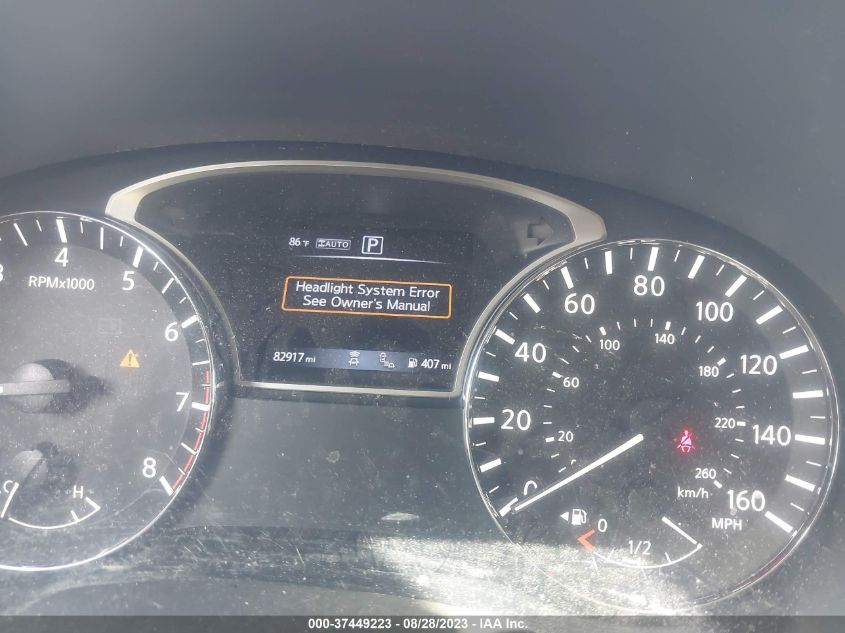 86°F AUTO P
Headlight System Error
See Owner's Manual
82917 mi 407 mi
4
5
6
7
8
RPMx1000
C H
0
20
40
60
80
100
120
140
160
MPH
20
60
100
140
180
220
260
km/h
0
1/2
000-37449223 - 08/28/2023 - IAA Inc.